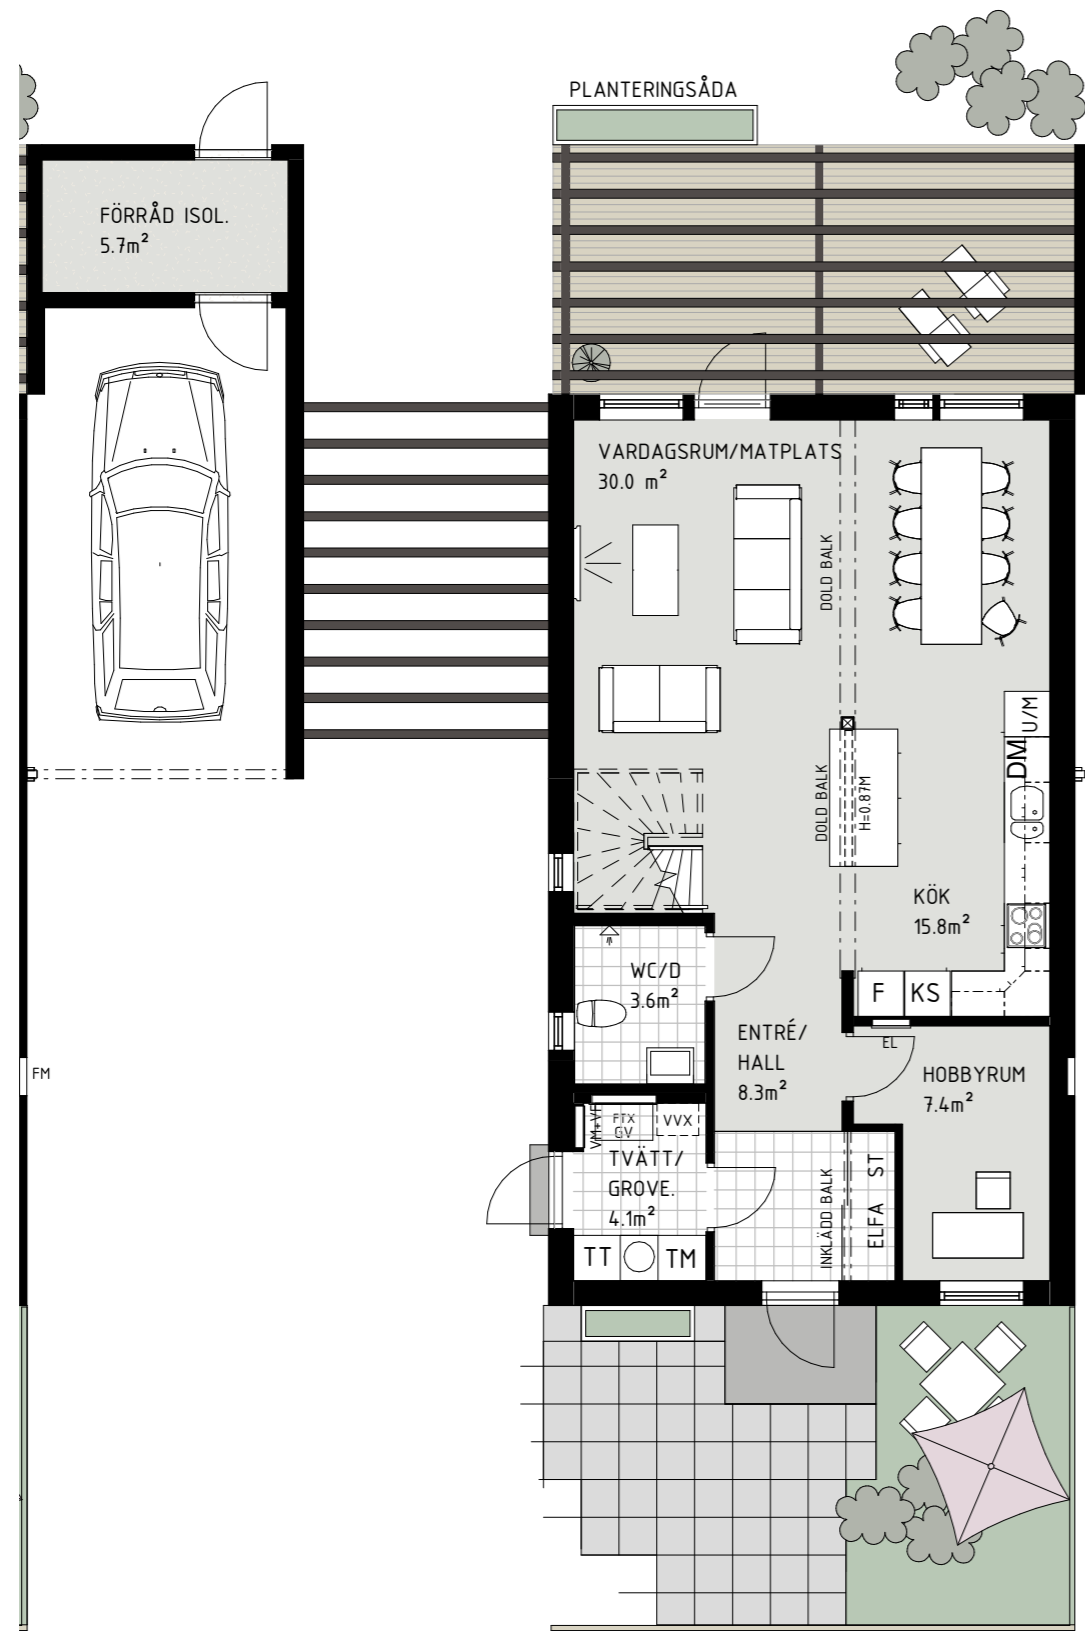 PLANTERINGSÅDA
FÖRRÅD ISOL.
5.7m²
VARDAGSRUM/MATPLATS
30.0 m²
DOLD BALK
U/M
DM
DOLD BALK
H=0.87M
KÖK
15.8m²
WC/D
3.6m²
F
KS
ENTRÉ/
HALL
8.3m²
EL
HOBBYRUM
7.4m²
FM
VM+VF
FTX
GV
VVX
TVÄTT/
GROVE.
4.1m²
INKLÄDD BALK
ELFA ST
TT
TM